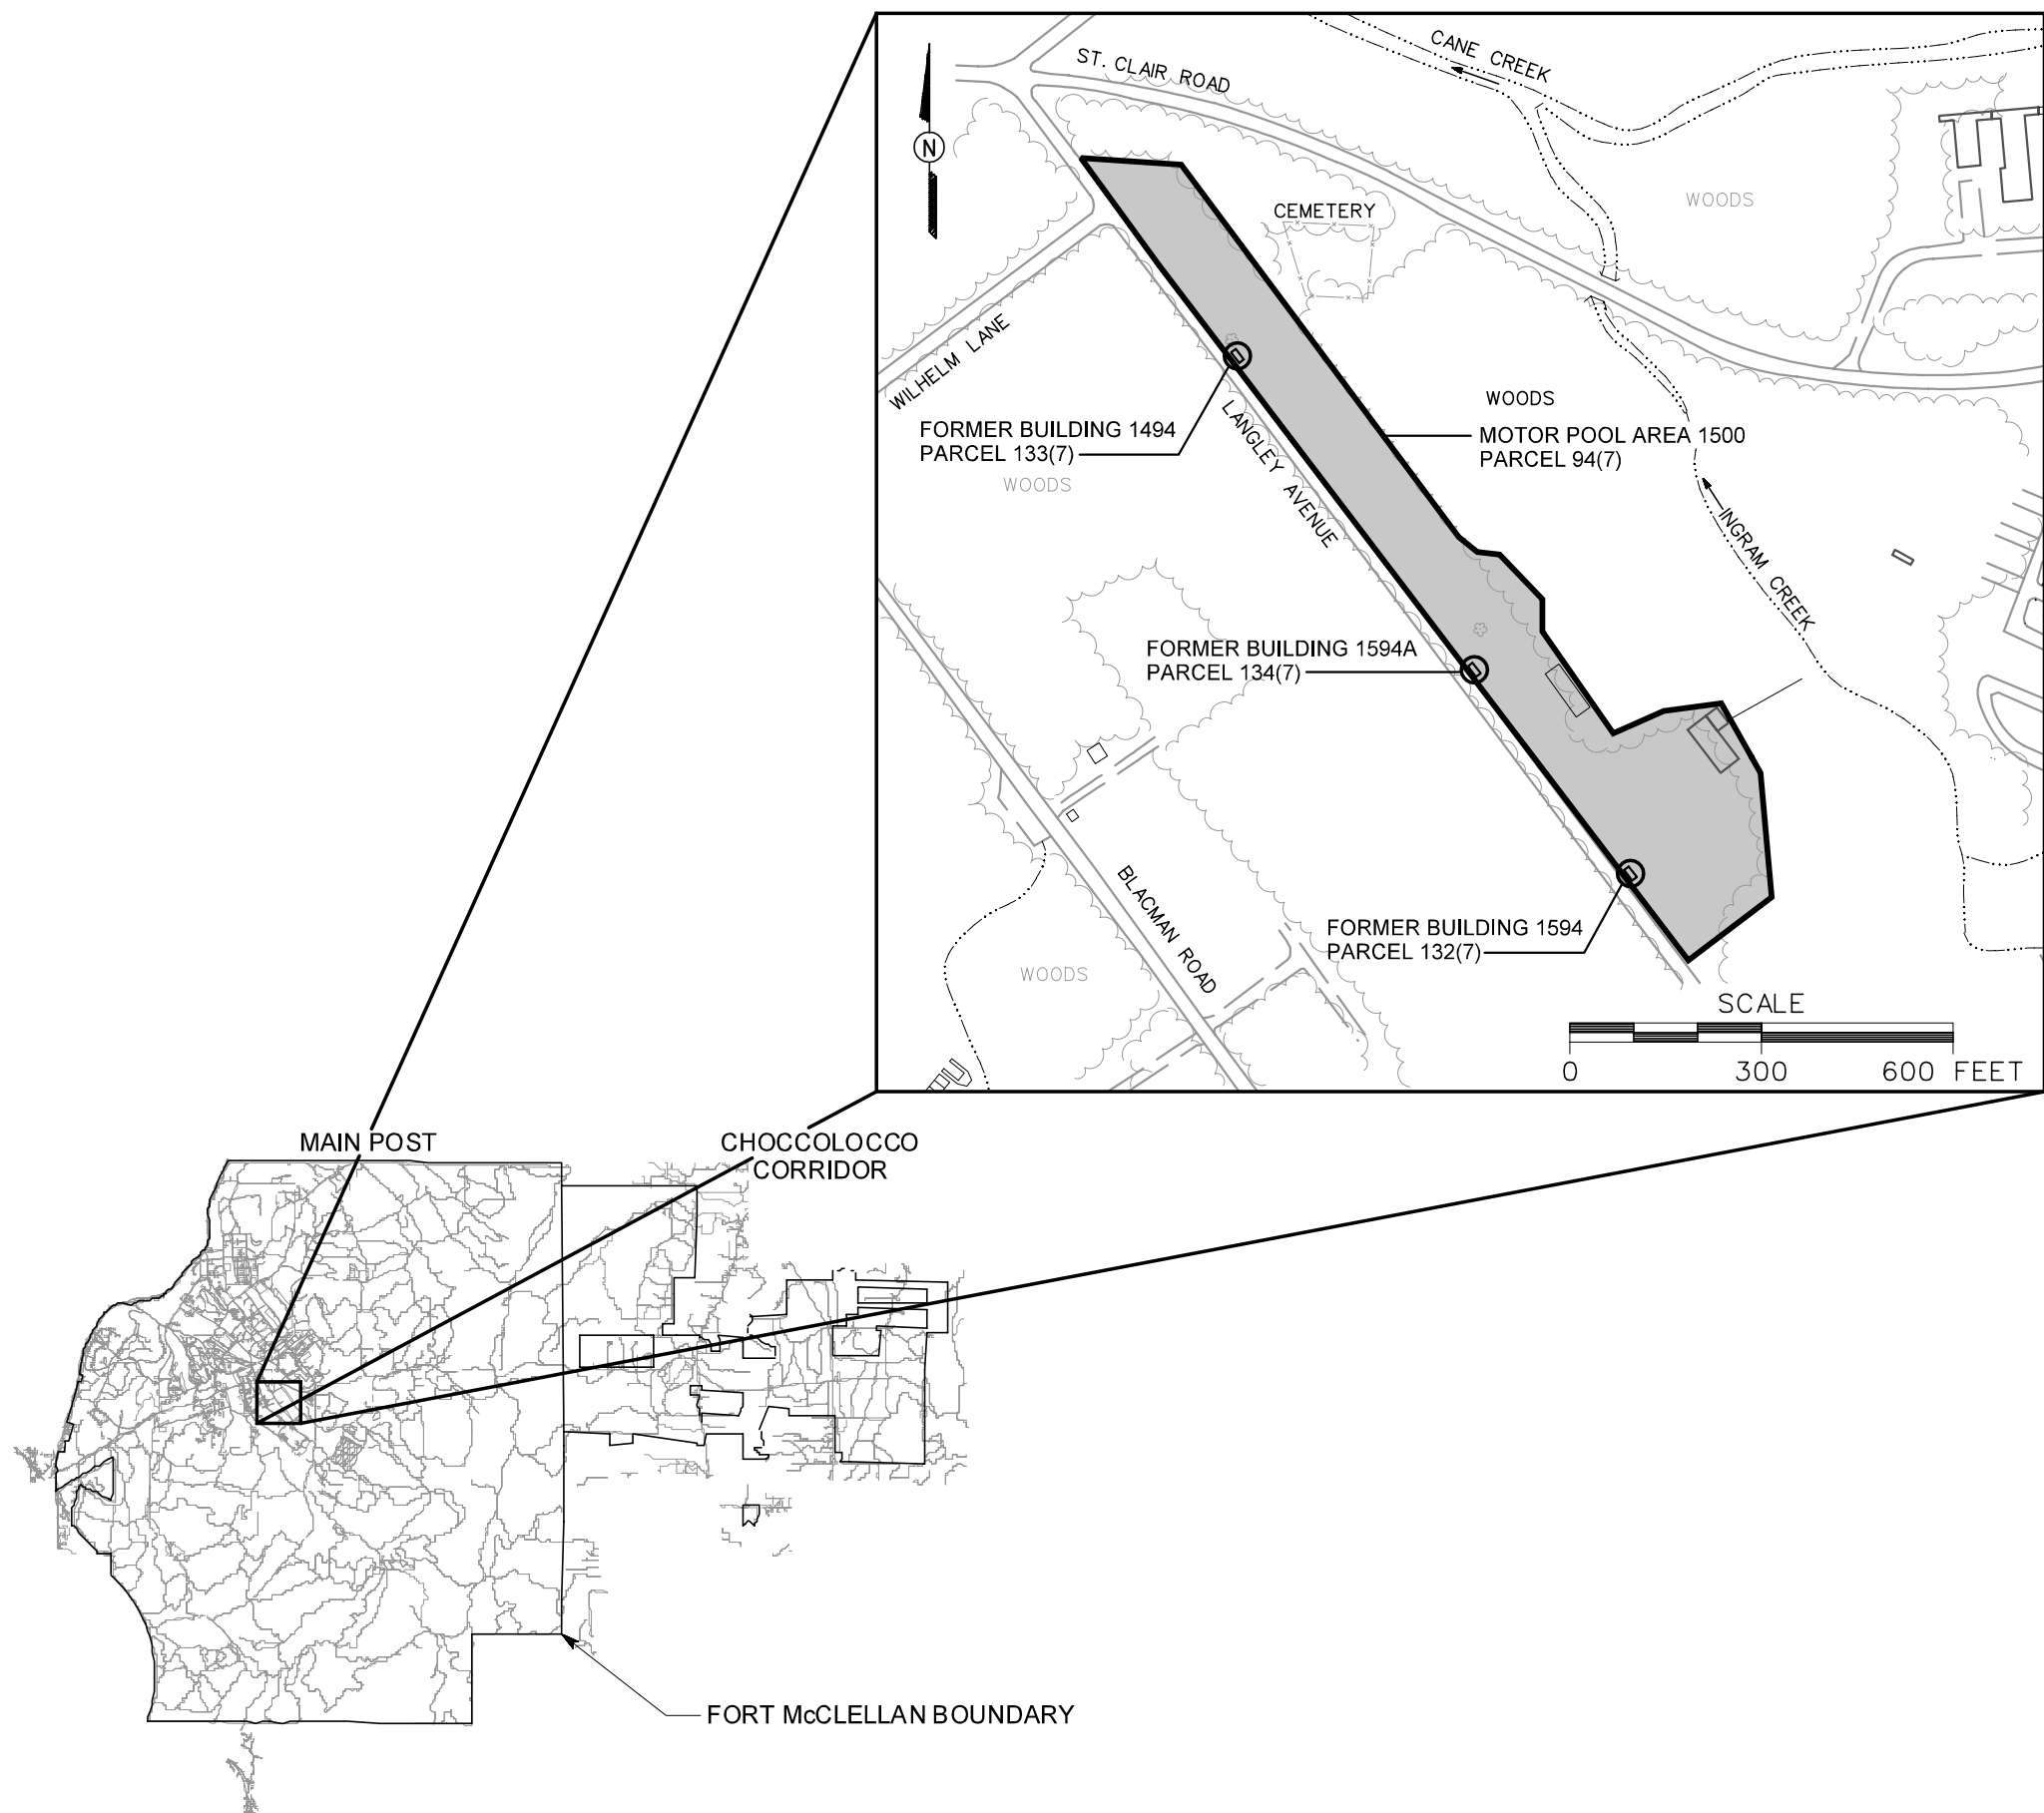 CANE CREEK
ST. CLAIR ROAD
N
WOODS
CEMETERY
WILHELM LANE
WOODS
FORMER BUILDING 1494
PARCEL 133(7)
LANGLEY AVENUE
MOTOR POOL AREA 1500
PARCEL 94(7)
WOODS
INGRAM CREEK
FORMER BUILDING 1594A
PARCEL 134(7)
BLACMAN ROAD
FORMER BUILDING 1594
PARCEL 132(7)
WOODS
SCALE
0 300 600 FEET
MAIN POST
CHOCCOLOCCO
CORRIDOR
FORT McCLELLAN BOUNDARY